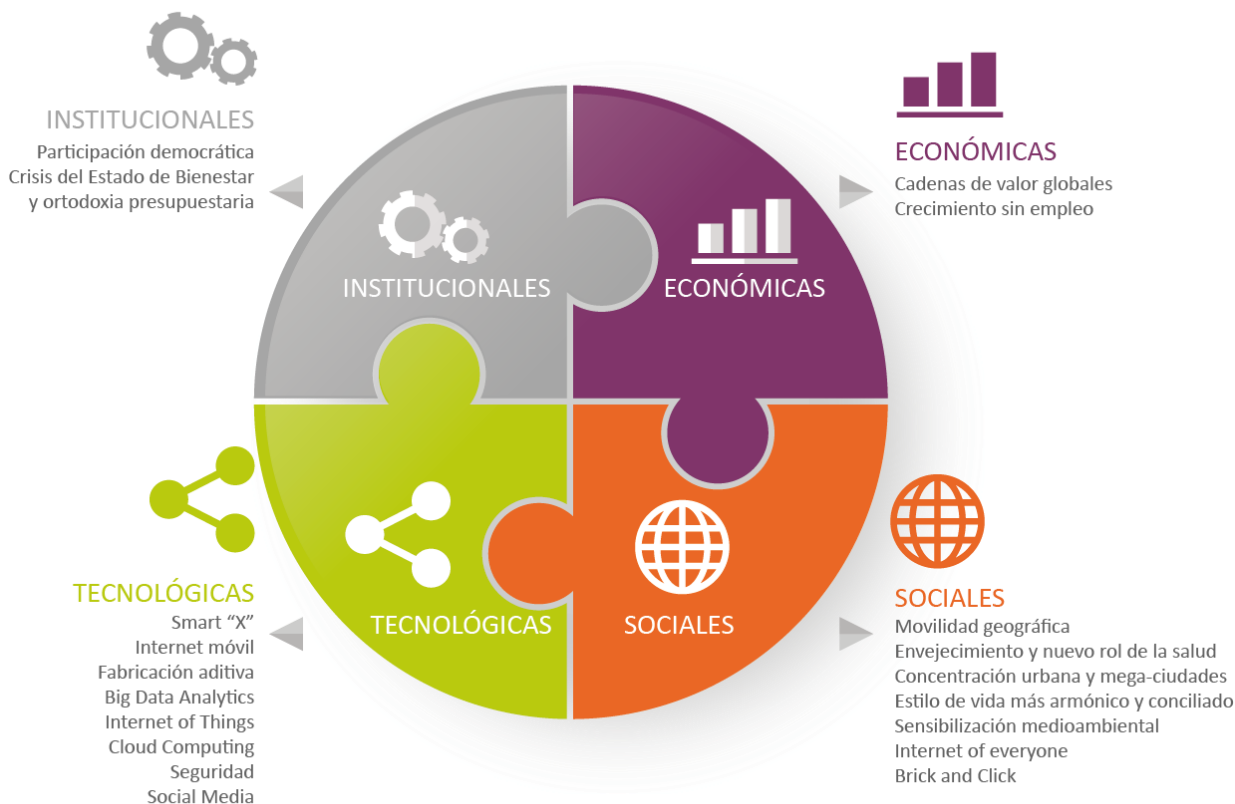 INSTITUCIONALES
Participación democrática
Crisis del Estado de Bienestar
y ortodoxia presupuestaria
ECONÓMICAS
Cadenas de valor globales
Crecimiento sin empleo
INSTITUCIONALES
ECONÓMICAS
TECNOLÓGICAS
SOCIALES
TECNOLÓGICAS
Smart “X”
Internet móvil
Fabricación aditiva
Big Data Analytics
Internet of Things
Cloud Computing
Seguridad
Social Media
SOCIALES
Movilidad geográfica
Envejecimiento y nuevo rol de la salud
Concentración urbana y mega-ciudades
Estilo de vida más armónico y conciliado
Sensibilización medioambiental
Internet of everyone
Brick and Click